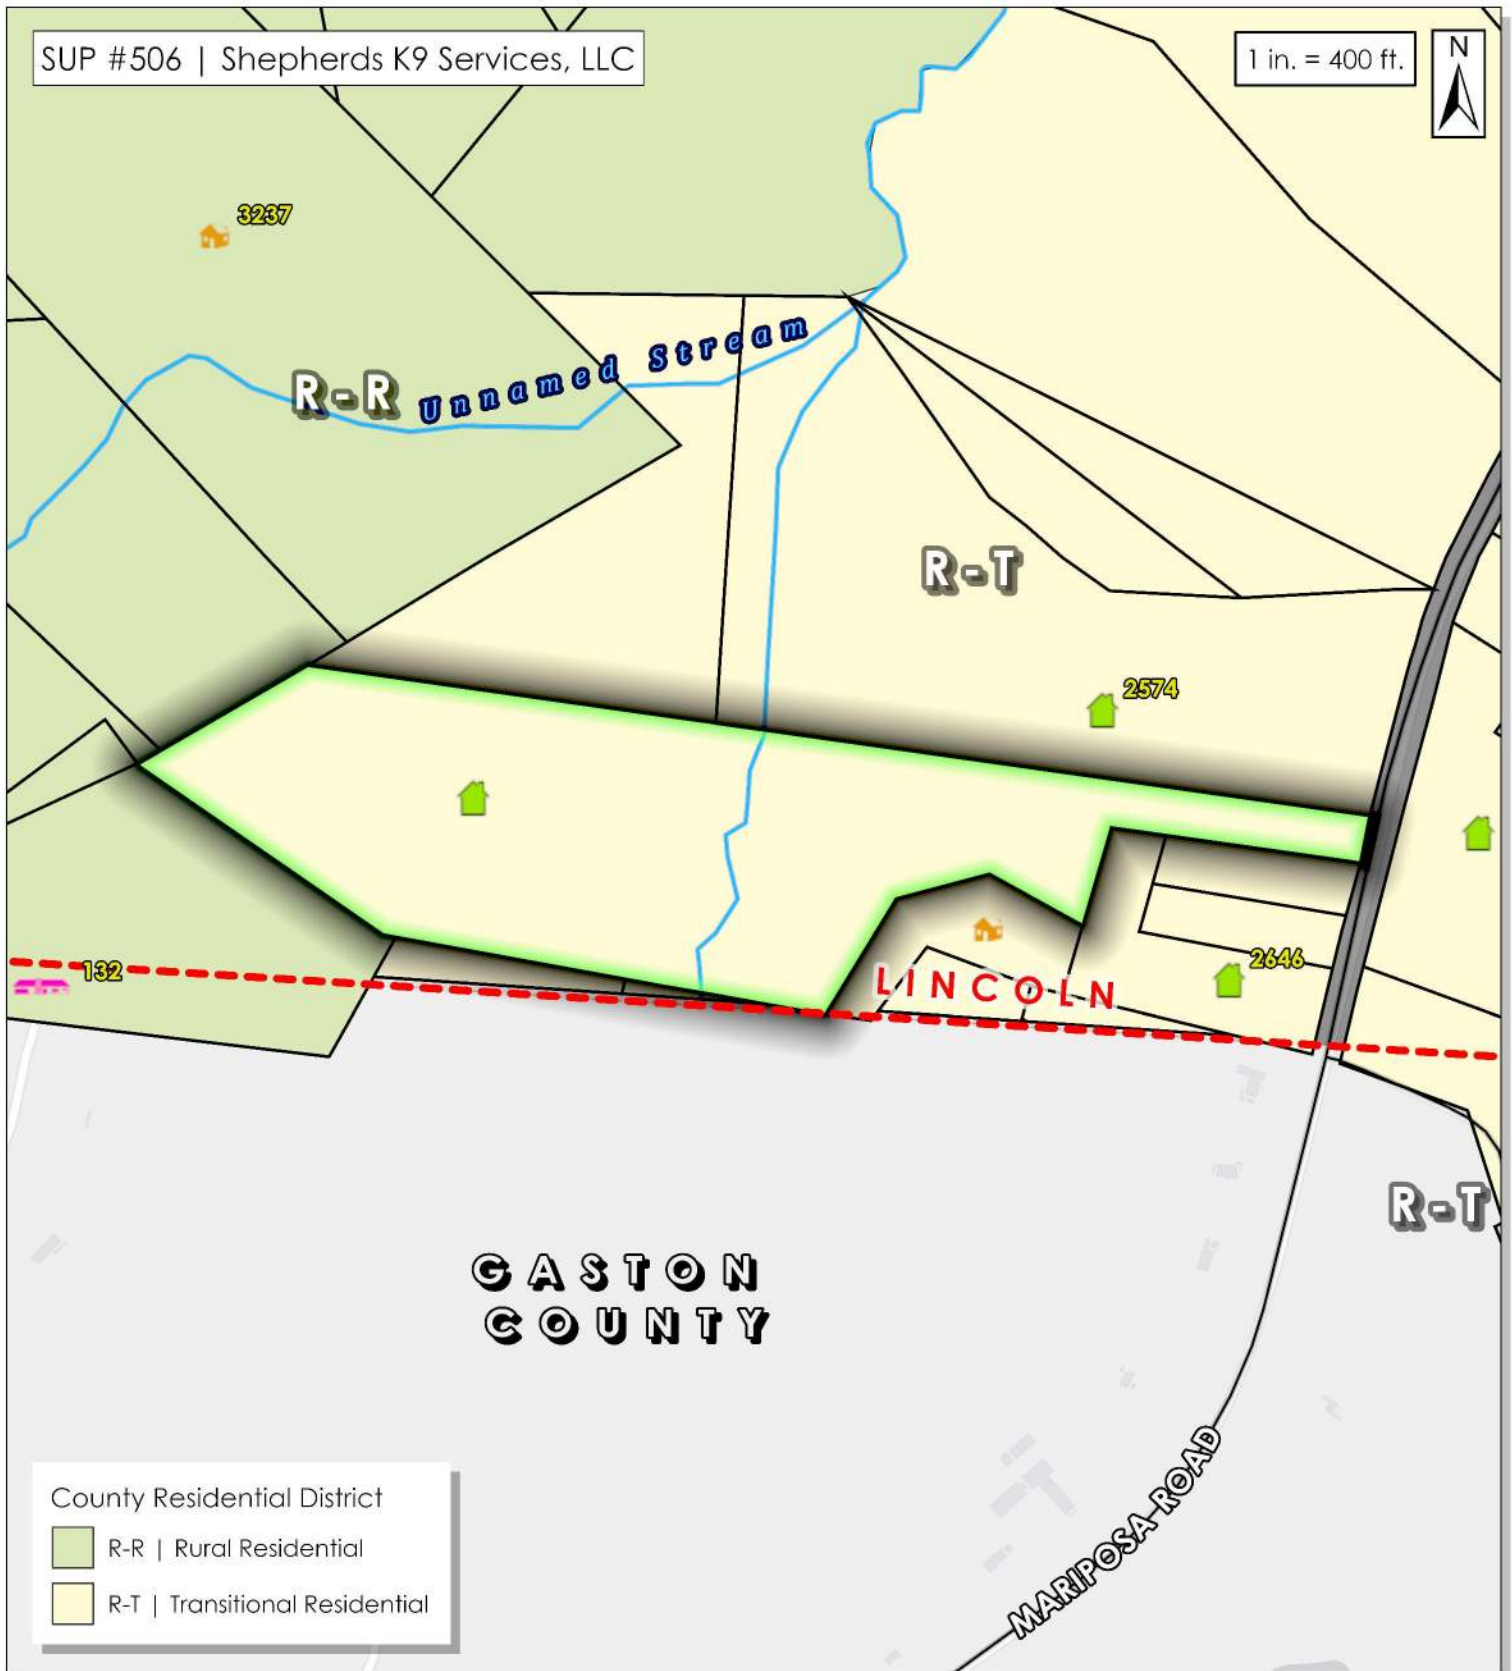 SUP #506 | Shepherds K9 Services, LLC
1 in. = 400 ft.
N
3237
R-R
Unnamed Stream
R-T
2574
132
2646
LINCOLN
R-T
GASTON
COUNTY
MARIPOSA ROAD
County Residential District
R-R | Rural Residential
R-T | Transitional Residential